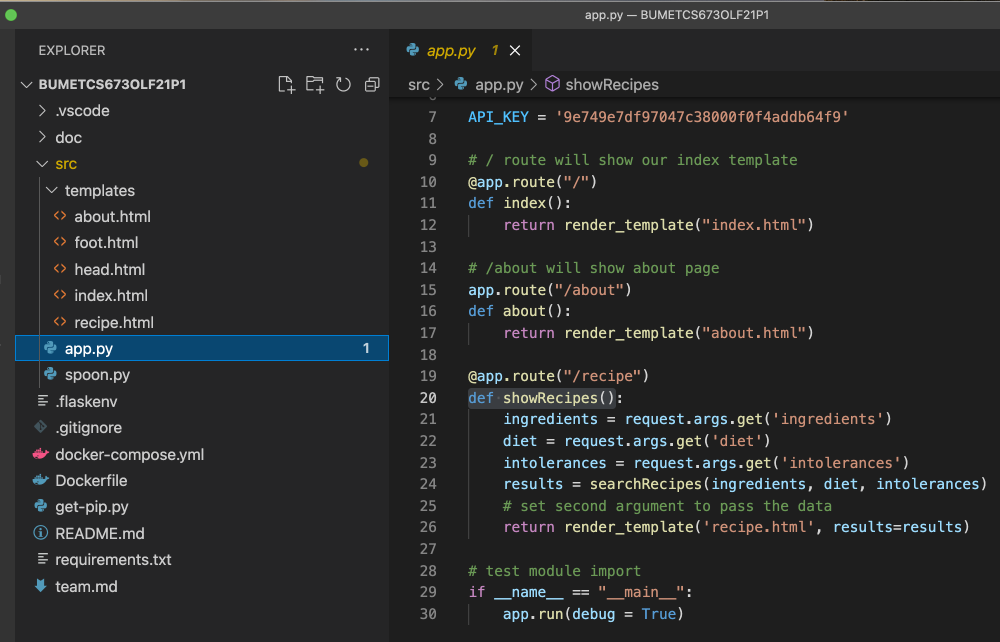 app.py — BUMETCS673OLF21P1
EXPLORER
BUMETCS673OLF21P1
.vscode
doc
src
templates
about.html
foot.html
head.html
index.html
recipe.html
app.py 1
spoon.py
.flaskenv
.gitignore
docker-compose.yml
Dockerfile
get-pip.py
README.md
requirements.txt
team.md
app.py 1
src > app.py > showRecipes
7 API_KEY = '9e749e7df97047c38000f0f4addb64f9'
8
9 # / route will show our index template
10 @app.route("/")
11 def index():
12 return render_template("index.html")
13
14 # /about will show about page
15 app.route("/about")
16 def about():
17 return render_template("about.html")
18
19 @app.route("/recipe")
20 def showRecipes():
21 ingredients = request.args.get('ingredients')
22 diet = request.args.get('diet')
23 intolerances = request.args.get('intolerances')
24 results = searchRecipes(ingredients, diet, intolerances)
25 # set second argument to pass the data
26 return render_template('recipe.html', results=results)
27
28 # test module import
29 if __name__ == "__main__":
30 app.run(debug = True)